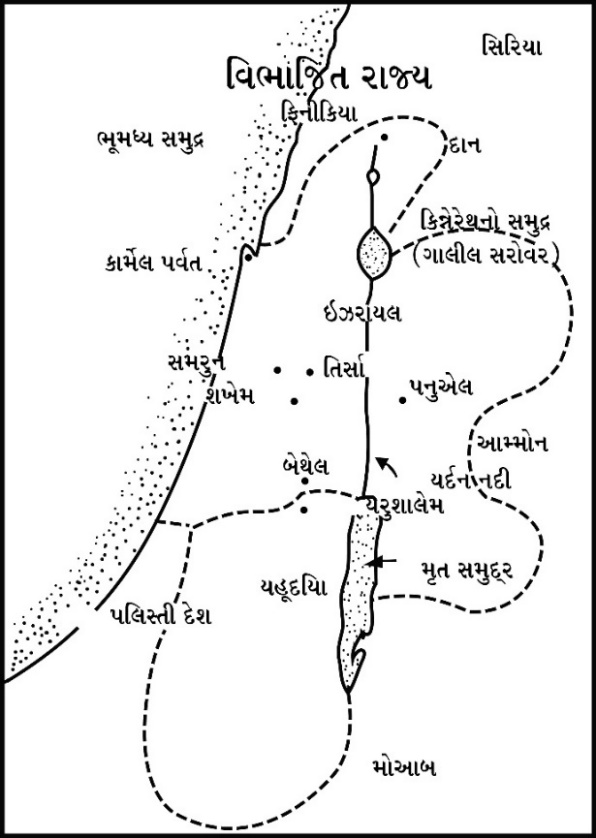 સિરિયા
વિભાજિત રાજ્ય
ફિનીકિયા
ભૂમધ્ય સમુદ્ર
દાન
કિન્નેરેથનો સમુદ્ર
(ગાલીલ સરોવર)
કાર્મેલ પર્વત
ઇઝરાયલ
સમરુન
તિર્સા
શખેમ
પનુએલ
આમ્મોન
બેથેલ
યર્દન નદી
યરુશાલેમ
મૃત સમુદ્ર
યહૂદિયા
પલિસ્તી દેશ
મોઆબ